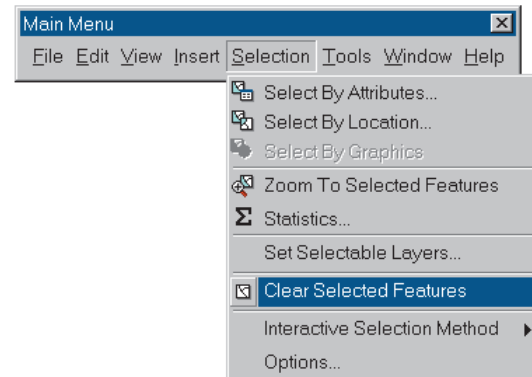 Main Menu
File Edit View Insert Selection Tools Window Help
Select By Attributes...
Select By Location...
Select By Graphics
Zoom To Selected Features
Σ Statistics...
Set Selectable Layers...
Clear Selected Features
Interactive Selection Method
Options...